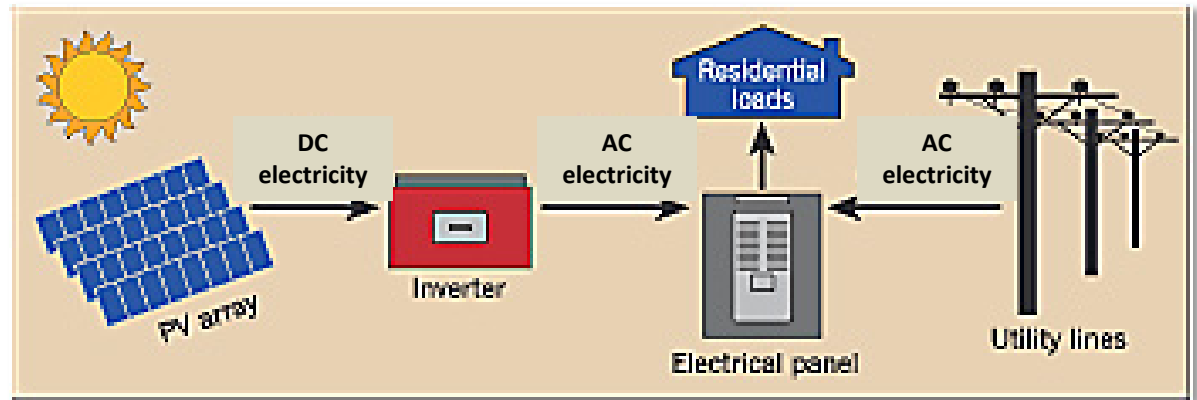 Residential
loads
DC
electricity
AC
electricity
AC
electricity
Inverter
PV array
Utility lines
Electrical panel